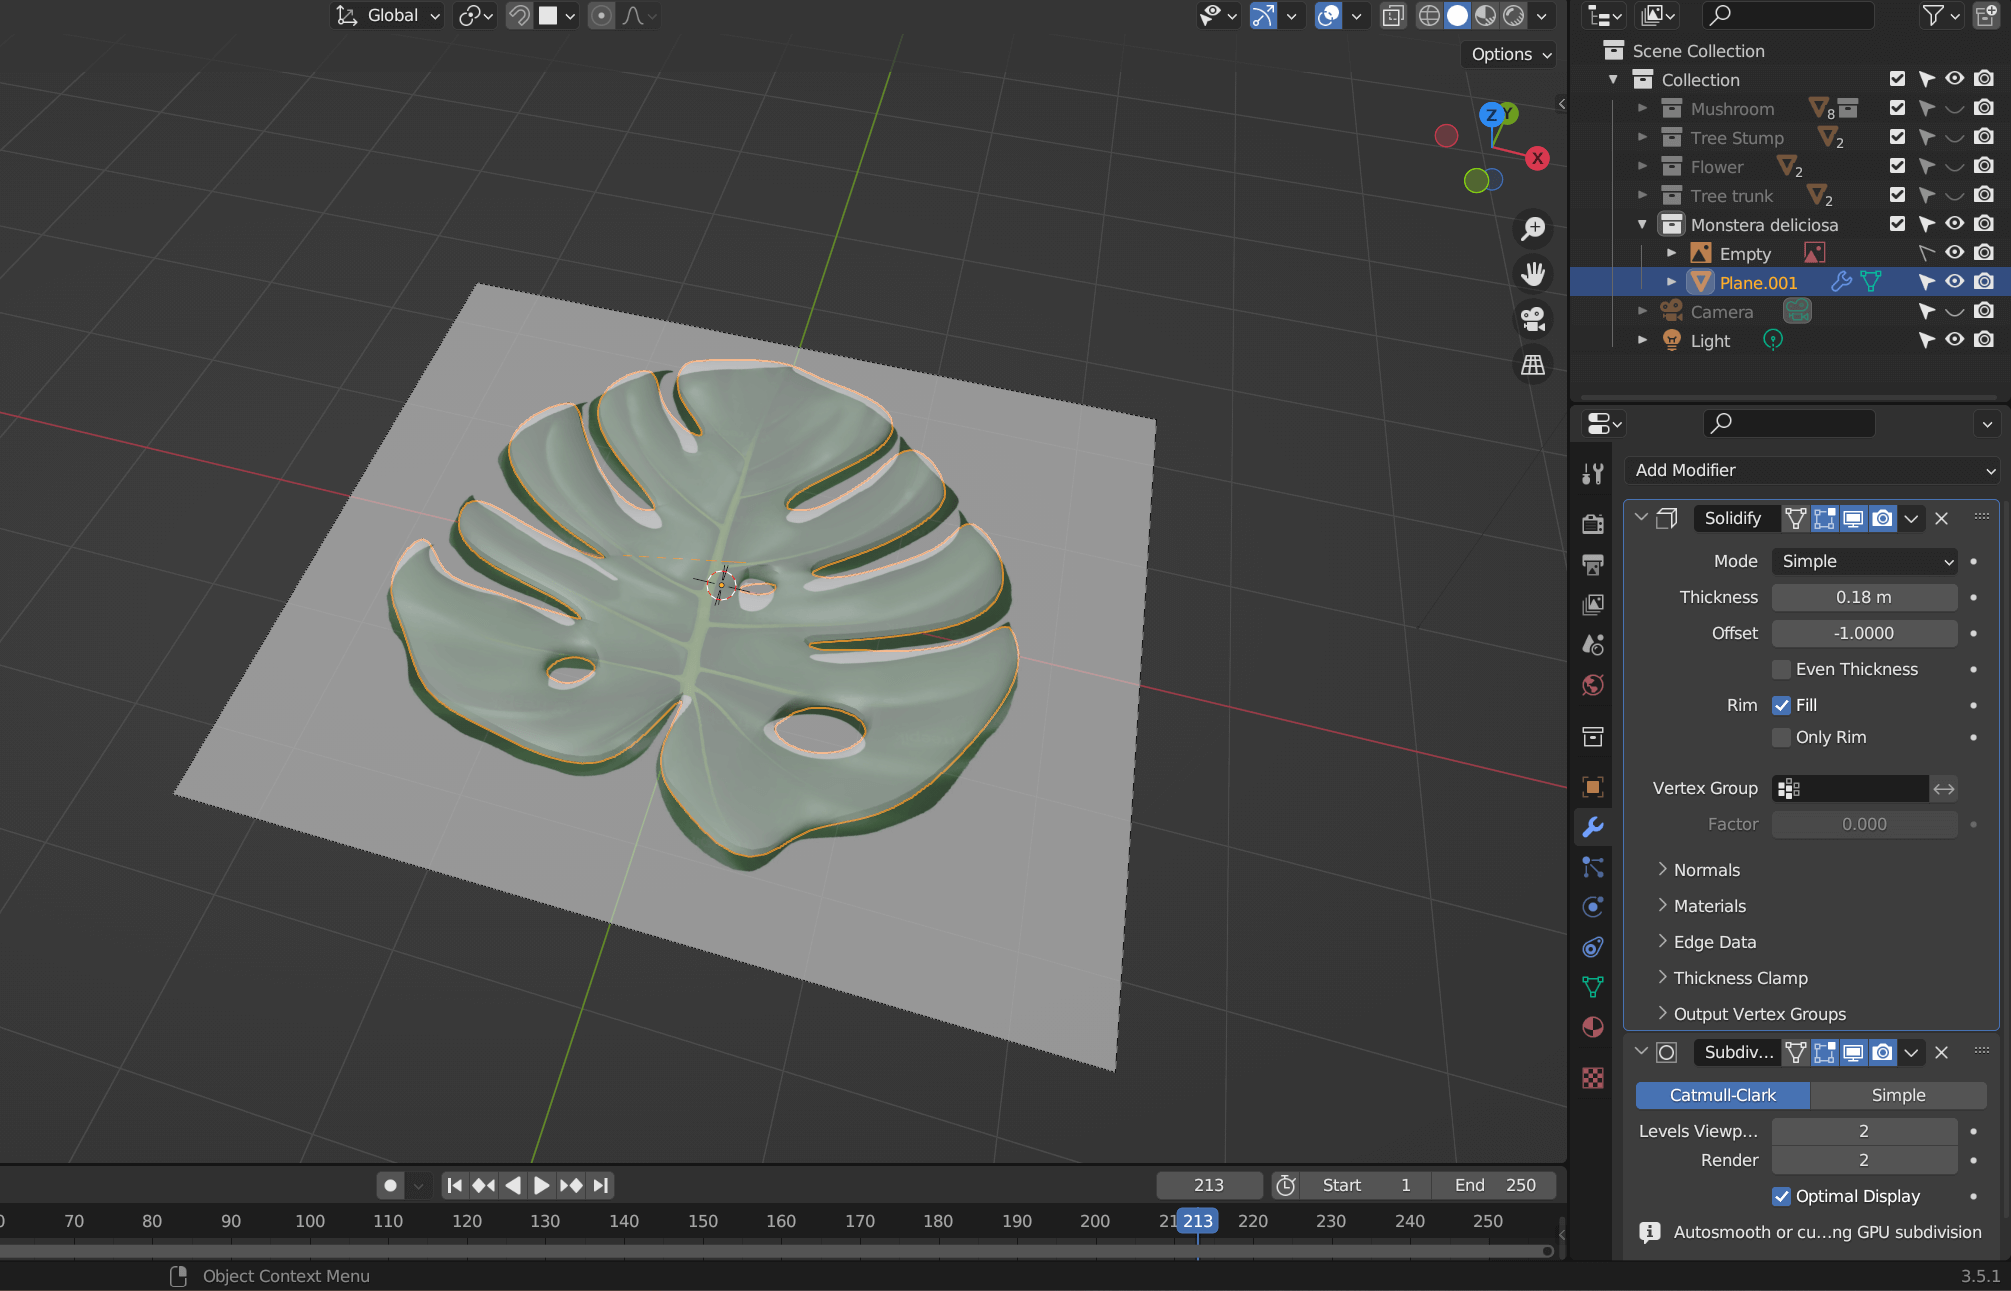 Global
Options
Z
Y
X
Scene Collection
Collection
Mushroom 8
Tree Stump 2
Flower 2
Tree trunk 2
Monstera deliciosa
Empty
Plane.001
Camera
Light
Add Modifier
Solidify
Mode Simple
Thickness 0.18 m
Offset -1.0000
Even Thickness
Rim Fill
Only Rim
Vertex Group
Factor 0.000
Normals
Materials
Edge Data
Thickness Clamp
Output Vertex Groups
Subdiv...
Catmull-Clark Simple
Levels Viewp... 2
Render 2
Optimal Display
Autosmooth or cu...ng GPU subdivision
213 Start 1 End 250
0 70 80 90 100 110 120 130 140 150 160 170 180 190 200 21 213 220 230 240 250
Object Context Menu
3.5.1